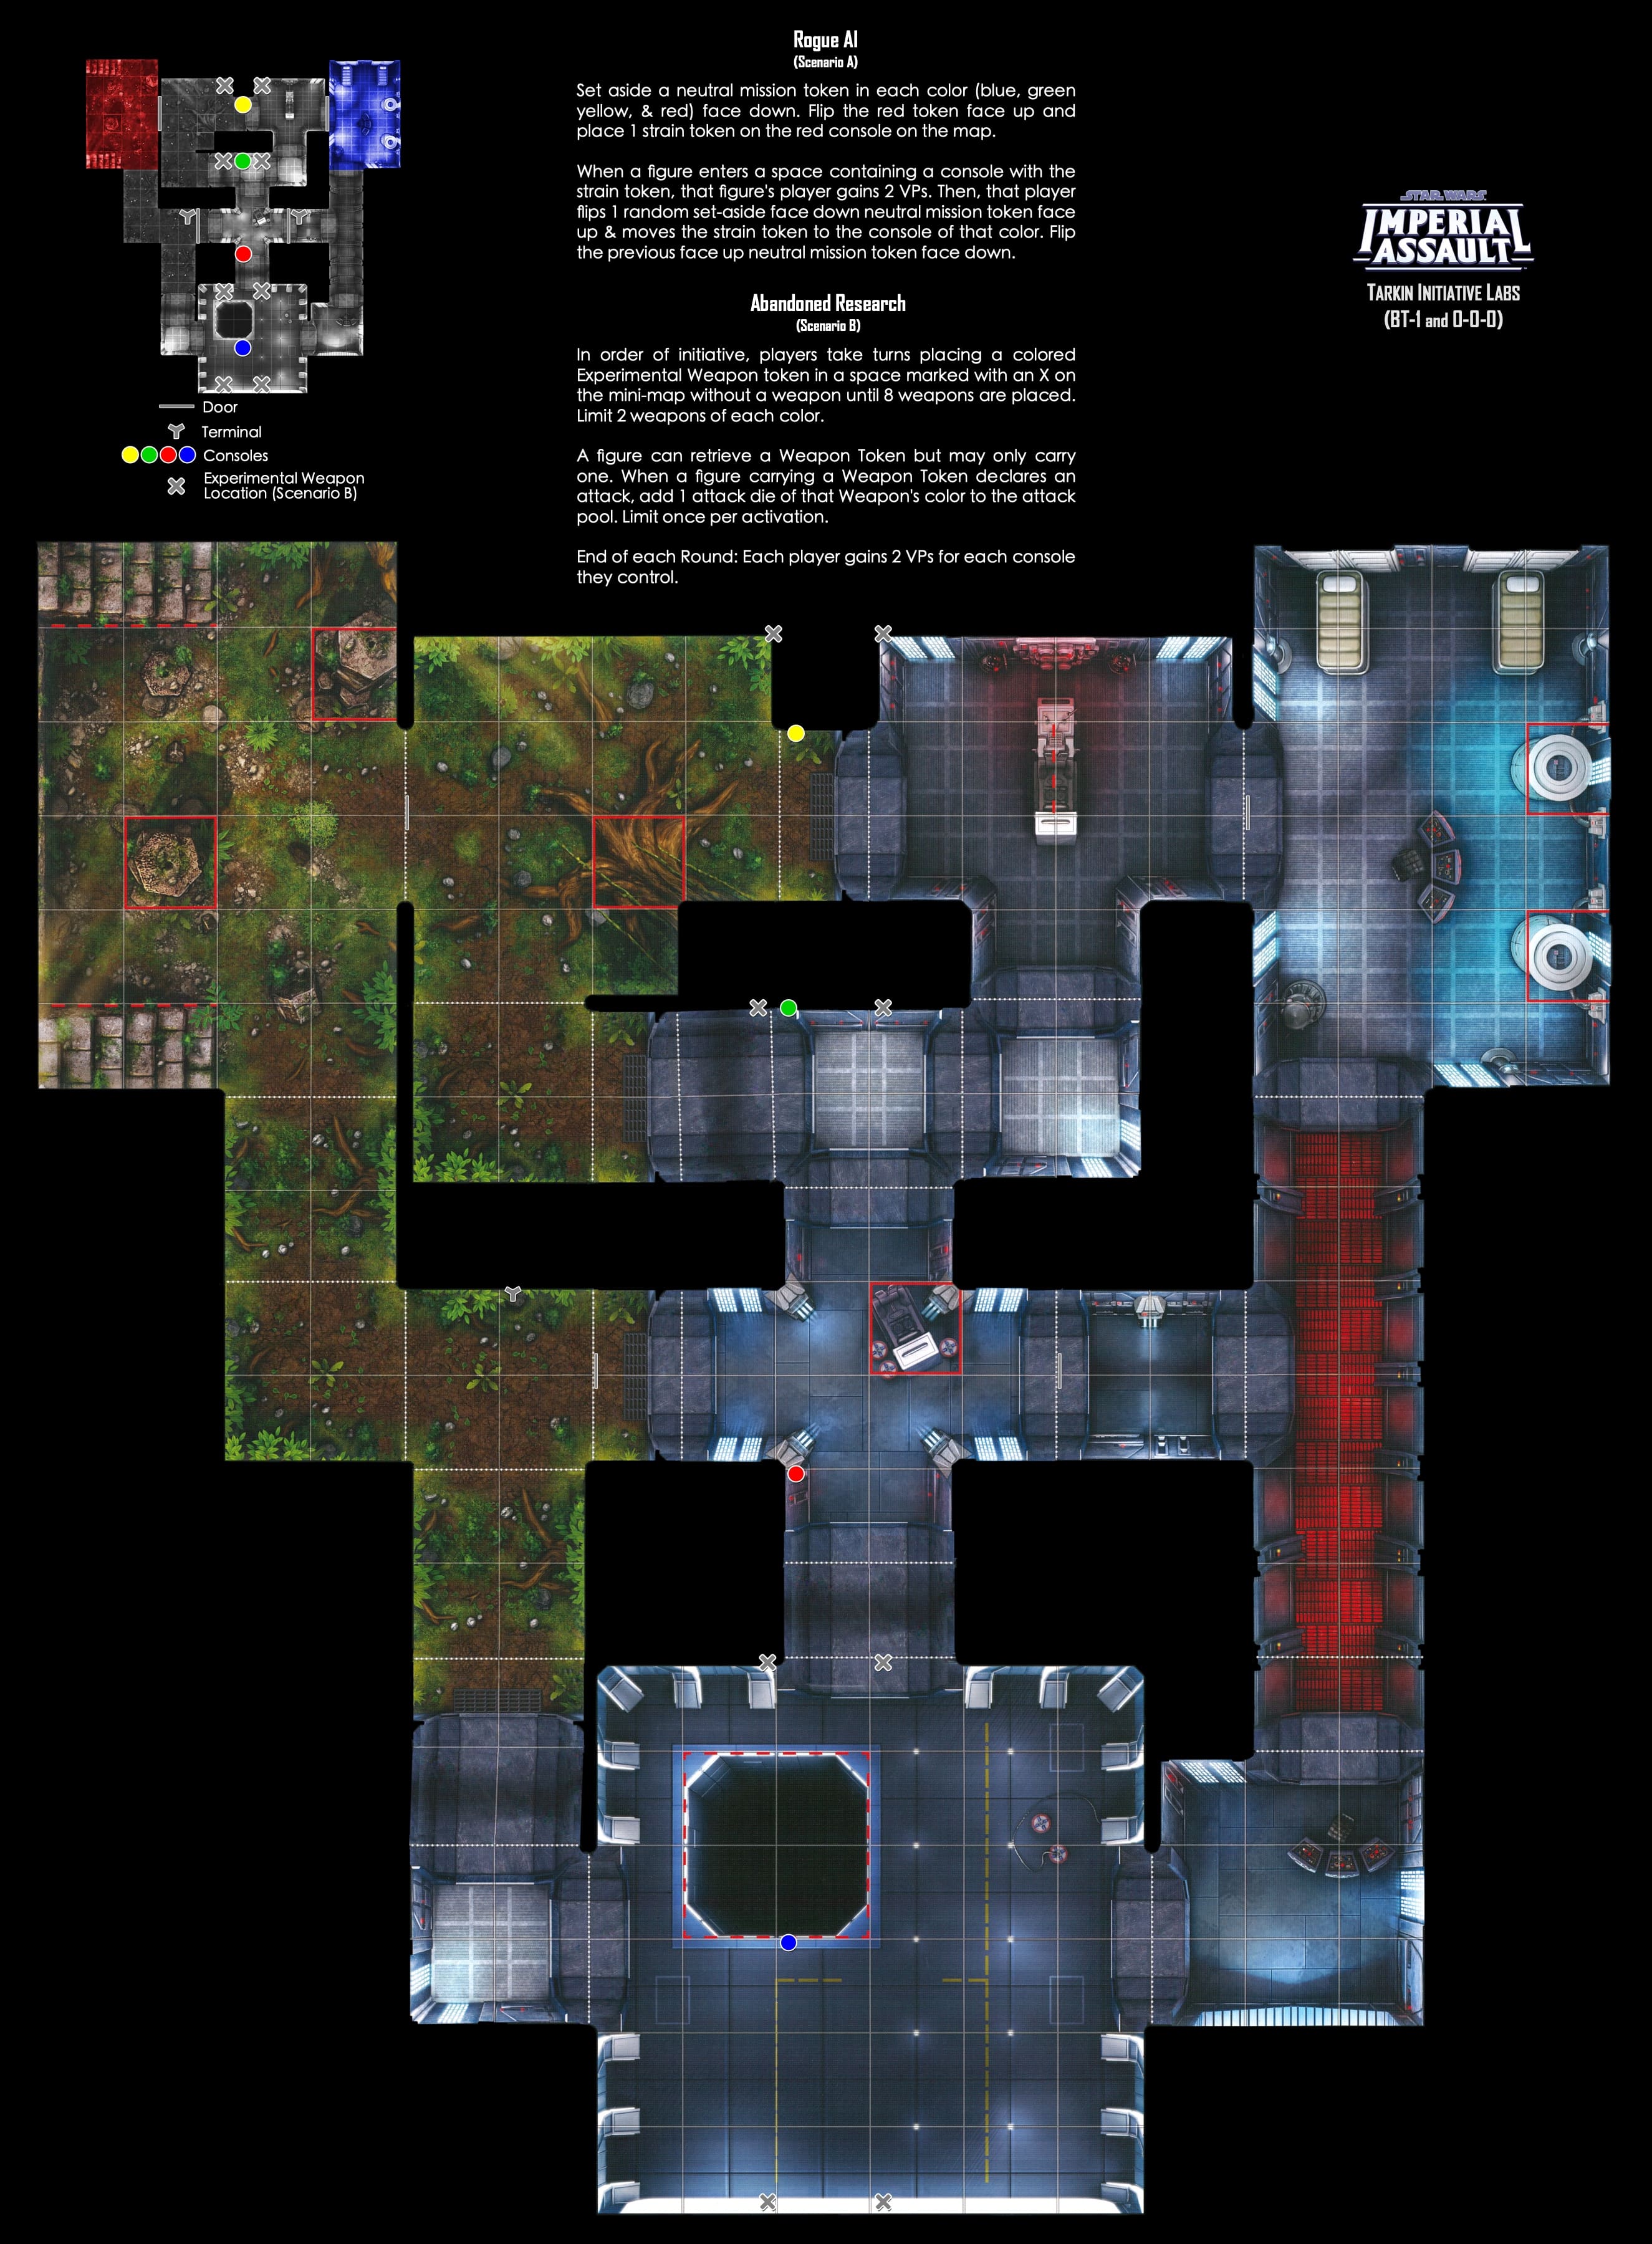 Rogue AI
(Scenario A)
Set aside a neutral mission token in each color (blue, green
yellow, & red) face down. Flip the red token face up and
place 1 strain token on the red console on the map.
When a figure enters a space containing a console with the
strain token, that figure's player gains 2 VPs. Then, that player
flips 1 random set-aside face down neutral mission token face
up & moves the strain token to the console of that color. Flip
the previous face up neutral mission token face down.
Abandoned Research
(Scenario B)
In order of initiative, players take turns placing a colored
Experimental Weapon token in a space marked with an X on
the mini-map without a weapon until 8 weapons are placed.
Limit 2 weapons of each color.
A figure can retrieve a Weapon Token but may only carry
one. When a figure carrying a Weapon Token declares an
attack, add 1 attack die of that Weapon's color to the attack
pool. Limit once per activation.
End of each Round: Each player gains 2 VPs for each console
they control.
Door
Terminal
Consoles
Experimental Weapon
Location (Scenario B)
STAR WARS
IMPERIAL
ASSAULT
TARKIN INITIATIVE LABS
(BT-1 and 0-0-0)